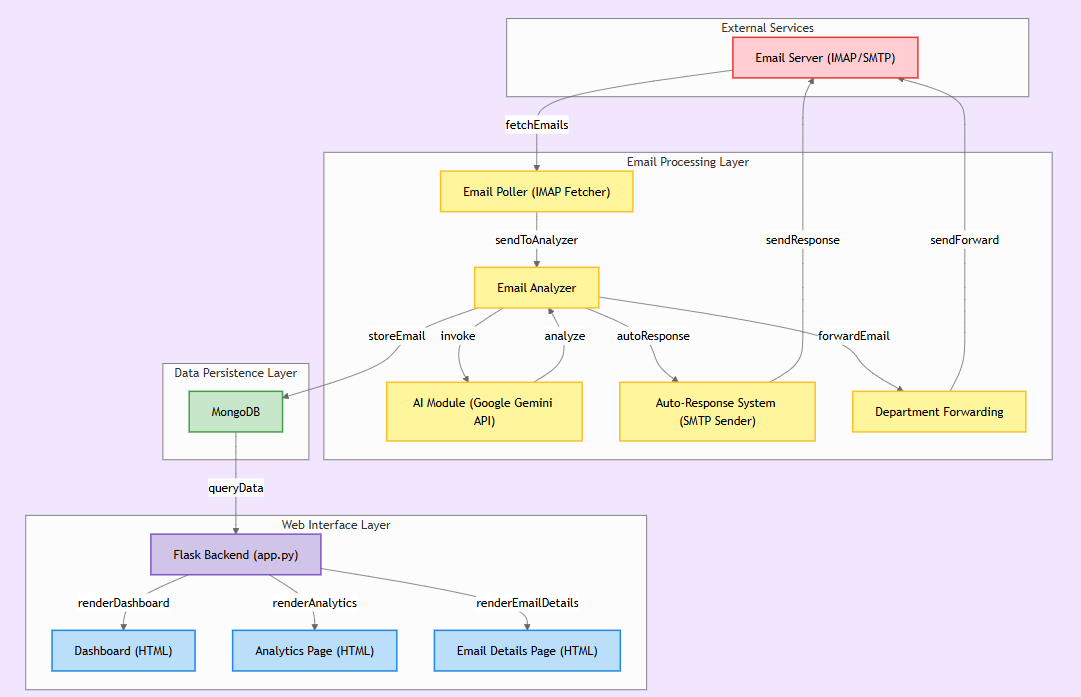 External Services
Email Server (IMAP/SMTP)
fetchEmails
Email Processing Layer
Email Poller (IMAP Fetcher)
sendToAnalyzer
sendResponse
sendForward
Email Analyzer
storeEmail
invoke
analyze
autoResponse
forwardEmail
Data Persistence Layer
MongoDB
AI Module (Google Gemini
API)
Auto-Response System
(SMTP Sender)
Department Forwarding
queryData
Web Interface Layer
Flask Backend (app.py)
renderDashboard
renderAnalytics
renderEmailDetails
Dashboard (HTML)
Analytics Page (HTML)
Email Details Page (HTML)